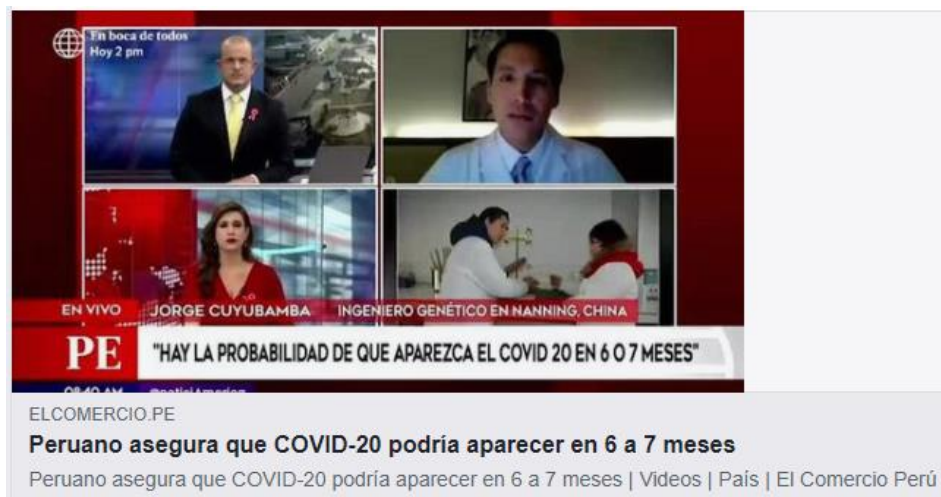 En boca de todos
Hoy 2 pm
EN VIVO JORGE CUYUBAMBA INGENIERO GENÉTICO EN NANNING, CHINA
PE "HAY LA PROBABILIDAD DE QUE APAREZCA EL COVID 20 EN 6 O 7 MESES"
08:40 AM
ELCOMERCIO.PE
Peruano asegura que COVID-20 podría aparecer en 6 a 7 meses
Peruano asegura que COVID-20 podría aparecer en 6 a 7 meses | Videos | País | El Comercio Perú